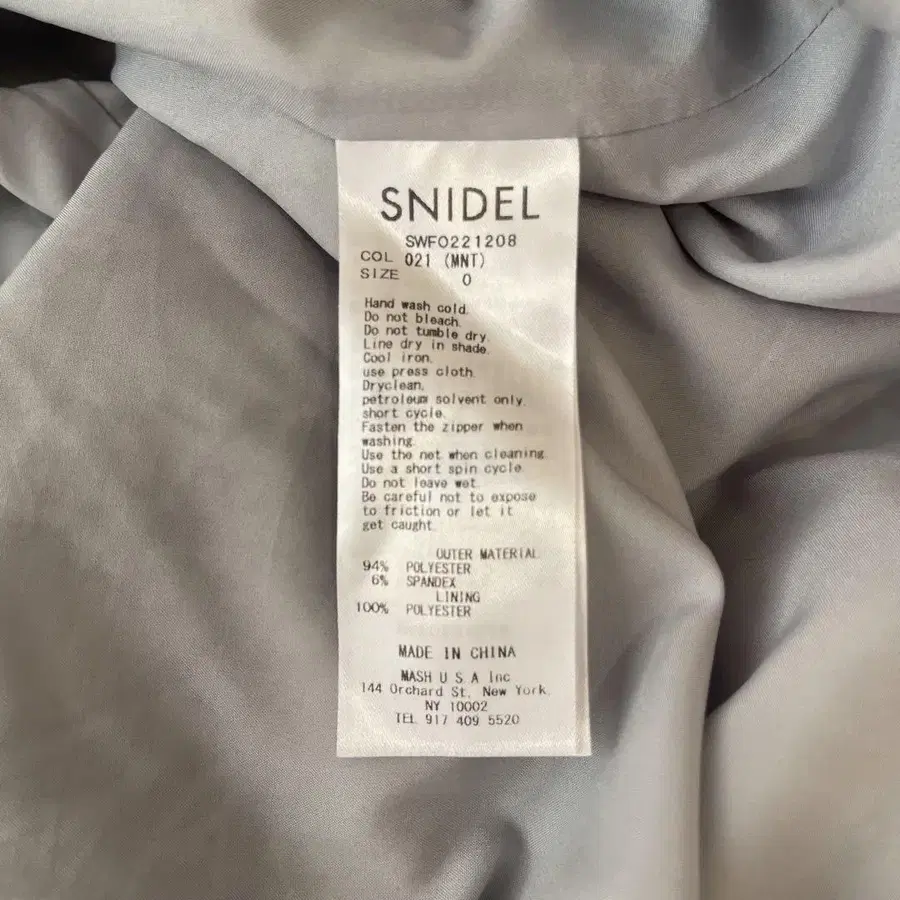 SNIDEL
SWFO221208
COL 021 (MNT)
SIZE 0
Hand wash cold.
Do not bleach.
Do not tumble dry.
Line dry in shade.
Cool iron.
use press cloth.
Dryclean,
petroleum solvent only.
short cycle.
Fasten the zipper when
washing.
Use the net when cleaning.
Use a short spin cycle.
Do not leave wet.
Be careful not to expose
to friction or let it
get caught.
OUTER MATERIAL
94% POLYESTER
6% SPANDEX
LINING
100% POLYESTER
MADE IN CHINA
MASH U S A Inc
144 Orchard St, New York,
NY 10002
TEL 917 409 5520